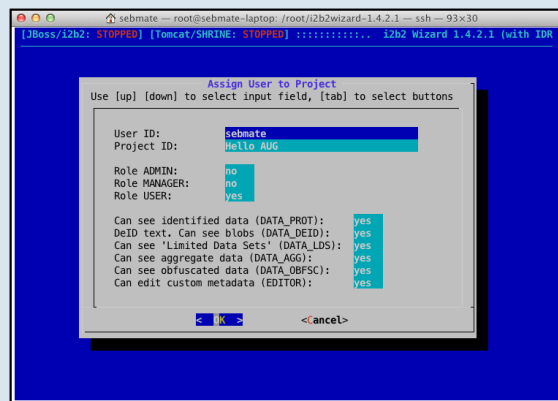 sebmate — root@sebmate-laptop: /root/i2b2wizard-1.4.2.1 — ssh — 93×30
[JBoss/i2b2: STOPPED] [Tomcat/SHRINE: STOPPED] :::::::::::.. i2b2 Wizard 1.4.2.1 (with IDR
Assign User to Project
Use [up] [down] to select input field, [tab] to select buttons
User ID: sebmate
Project ID: Hello AUG
Role ADMIN: no
Role MANAGER: no
Role USER: yes
Can see identified data (DATA_PROT): yes
DeID text. Can see blobs (DATA_DEID): yes
Can see 'Limited Data Sets' (DATA_LDS): yes
Can see aggregate data (DATA_AGG): yes
Can see obfuscated data (DATA_OBFSC): yes
Can edit custom metadata (EDITOR): yes
< OK > <Cancel>